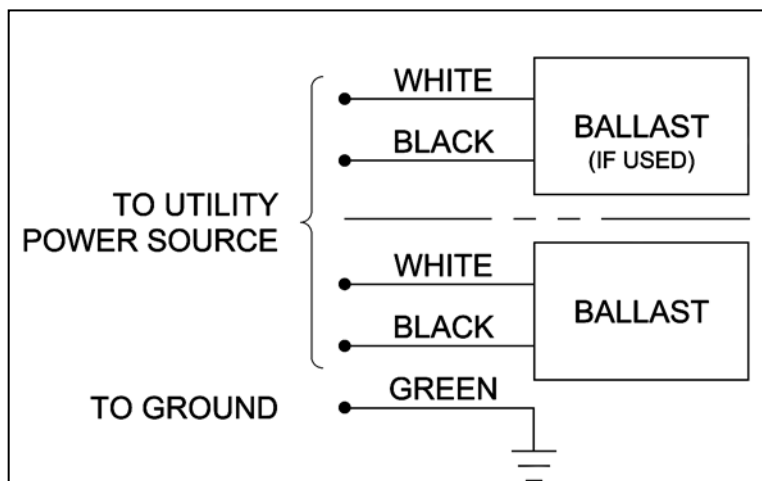 WHITE
BLACK
BALLAST
(IF USED)
TO UTILITY
POWER SOURCE
WHITE
BLACK
BALLAST
GREEN
TO GROUND